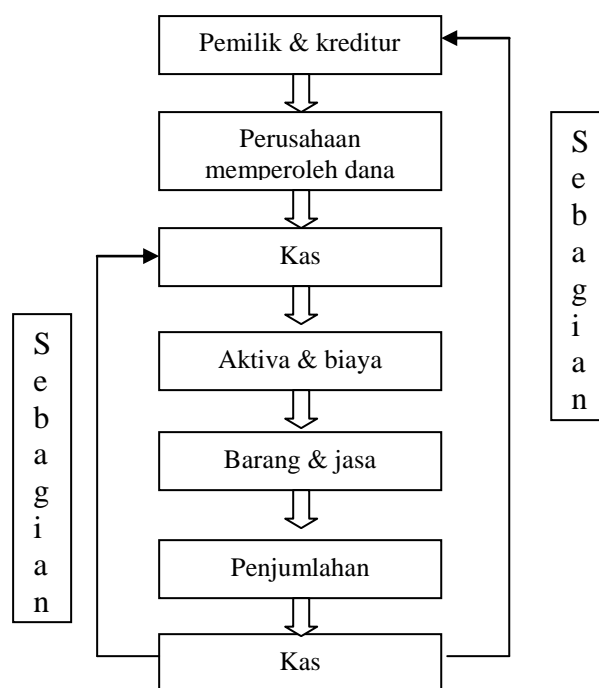 Pemilik & kreditur
Perusahaan
memperoleh dana
Kas
Aktiva & biaya
Barang & jasa
Penjumlahan
Kas
S
e
b
a
g
i
a
n
S
e
b
a
g
i
a
n